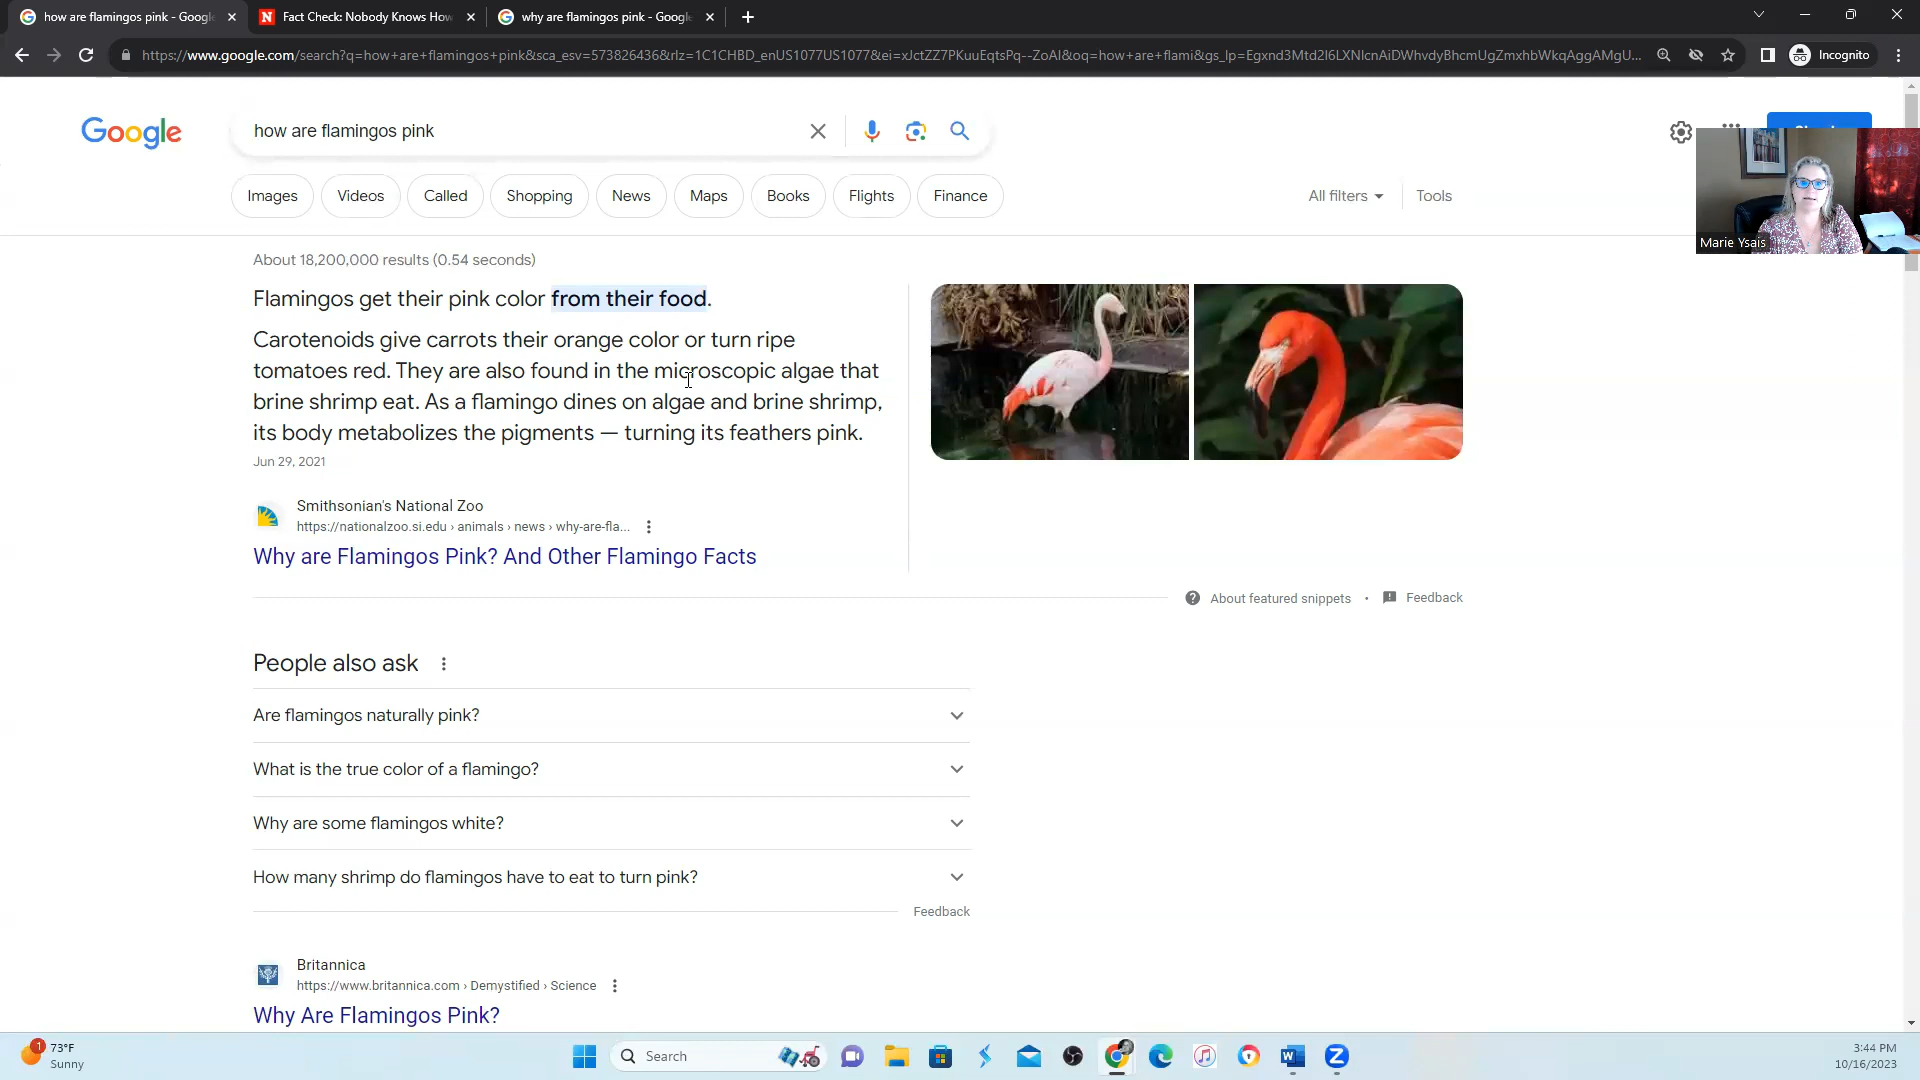 how are flamingos pink - Google
Fact Check: Nobody Knows How
why are flamingos pink - Google
https://www.google.com/search?q=how+are+flamingos+pink&sca_esv=573826436&rlz=1C1CHBD_enUS1077US1077&ei=xJctZZ7PKuuEqtsPq--ZoAI&oq=how+are+flami&gs_lp=Egxnd3Mtd2l6LXNlcnAiDWhvdyBhcmUgZmxhbWkqAggAMgU...
Incognito
Google
how are flamingos pink
Images
Videos
Called
Shopping
News
Maps
Books
Flights
Finance
All filters
Tools
Marie Ysais
About 18,200,000 results (0.54 seconds)
Flamingos get their pink color from their food.
Carotenoids give carrots their orange color or turn ripe
tomatoes red. They are also found in the microscopic algae that
brine shrimp eat. As a flamingo dines on algae and brine shrimp,
its body metabolizes the pigments — turning its feathers pink.
Jun 29, 2021
Smithsonian's National Zoo
https://nationalzoo.si.edu › animals › news › why-are-fla...
Why are Flamingos Pink? And Other Flamingo Facts
About featured snippets • Feedback
People also ask
Are flamingos naturally pink?
What is the true color of a flamingo?
Why are some flamingos white?
How many shrimp do flamingos have to eat to turn pink?
Feedback
Britannica
https://www.britannica.com › Demystified › Science
Why Are Flamingos Pink?
1
73°F
Sunny
Search
3:44 PM
10/16/2023